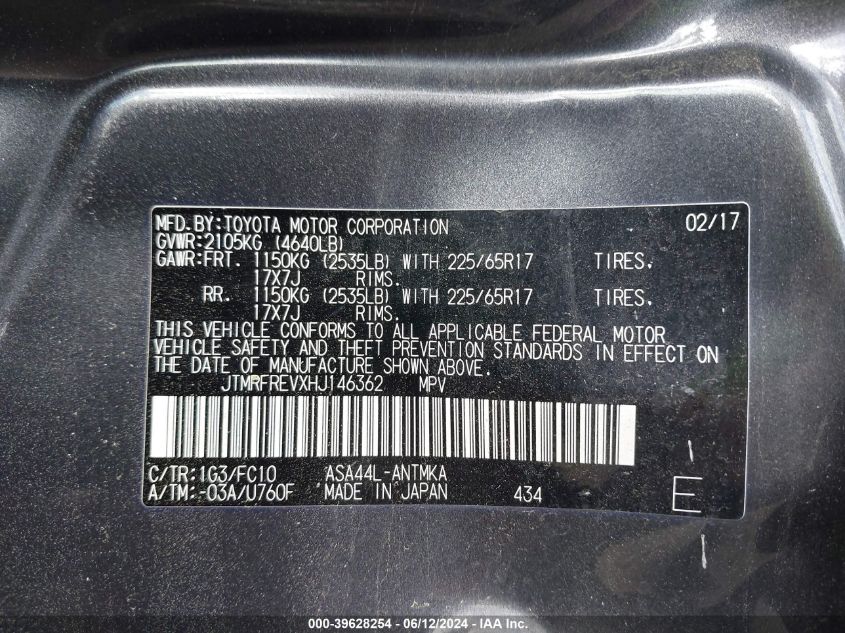 MFD.BY:TOYOTA MOTOR CORPORATION 02/17
GVWR:2105KG (4640LB)
GAWR:FRT. 1150KG (2535LB) WITH 225/65R17 TIRES,
17X7J RIMS.
RR. 1150KG (2535LB) WITH 225/65R17 TIRES,
17X7J RIMS.
THIS VEHICLE CONFORMS TO ALL APPLICABLE FEDERAL MOTOR
VEHICLE SAFETY AND THEFT PREVENTION STANDARDS IN EFFECT ON
THE DATE OF MANUFACTURE SHOWN ABOVE.
JTMRFREVXHJ146362 MPV
C/TR:1G3/FC10 ASA44L-ANTMKA
A/TM:-03A/U760F MADE IN JAPAN 434 E
000-39628254 - 06/12/2024 - IAA Inc.